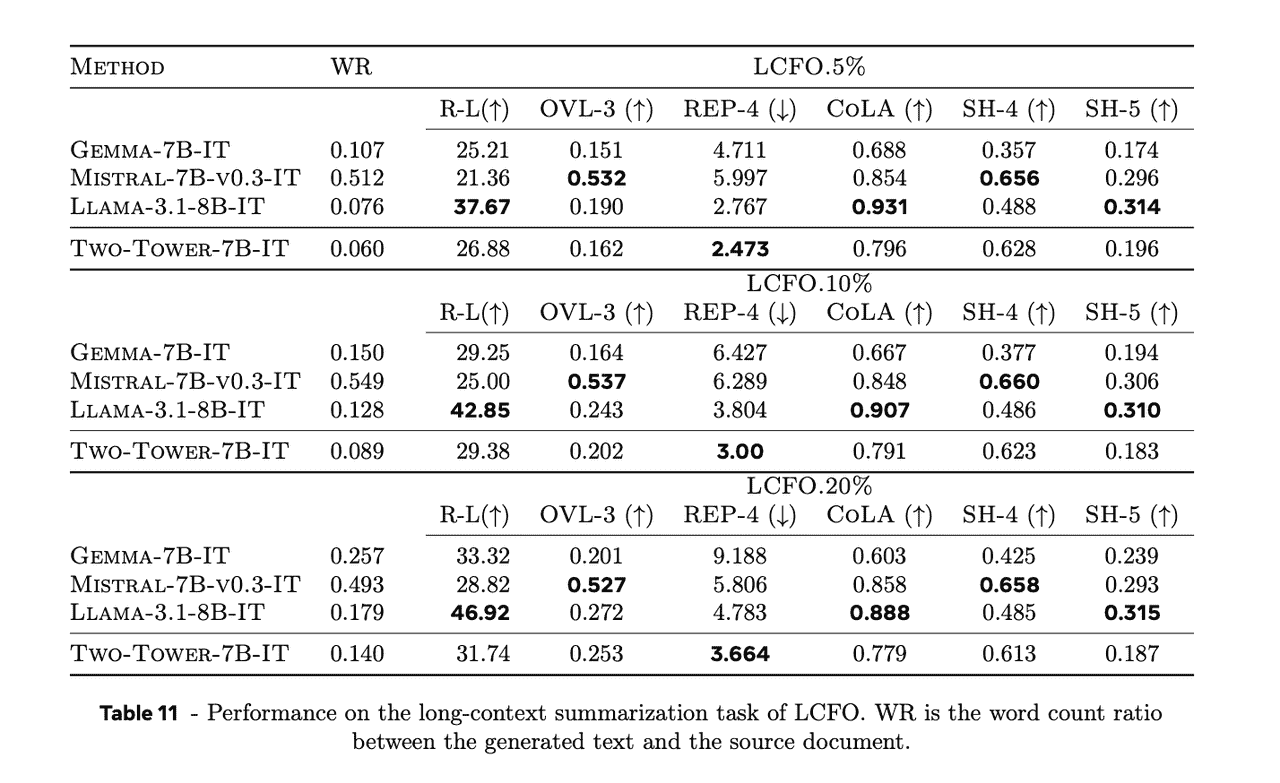 METHOD WR LCFO.5%
R-L(↑) OVL-3 (↑) REP-4 (↓) COLA (↑) SH-4 (↑) SH-5 (↑)
GEMMA-7B-IT 0.107 25.21 0.151 4.711 0.688 0.357 0.174
MISTRAL-7B-V0.3-IT 0.512 21.36 0.532 5.997 0.854 0.656 0.296
LLAMA-3.1-8B-IT 0.076 37.67 0.190 2.767 0.931 0.488 0.314
TWO-TOWER-7B-IT 0.060 26.88 0.162 2.473 0.796 0.628 0.196
LCFO.10%
R-L(↑) OVL-3 (↑) REP-4 (↓) COLA (↑) SH-4 (↑) SH-5 (↑)
GEMMA-7B-IT 0.150 29.25 0.164 6.427 0.667 0.377 0.194
MISTRAL-7B-V0.3-IT 0.549 25.00 0.537 6.289 0.848 0.660 0.306
LLAMA-3.1-8B-IT 0.128 42.85 0.243 3.804 0.907 0.486 0.310
TWO-TOWER-7B-IT 0.089 29.38 0.202 3.00 0.791 0.623 0.183
LCFO.20%
R-L(↑) OVL-3 (↑) REP-4 (↓) COLA (↑) SH-4 (↑) SH-5 (↑)
GEMMA-7B-IT 0.257 33.32 0.201 9.188 0.603 0.425 0.239
MISTRAL-7B-V0.3-IT 0.493 28.82 0.527 5.806 0.858 0.658 0.293
LLAMA-3.1-8B-IT 0.179 46.92 0.272 4.783 0.888 0.485 0.315
TWO-TOWER-7B-IT 0.140 31.74 0.253 3.664 0.779 0.613 0.187
Table 11 - Performance on the long-context summarization task of LCFO. WR is the word count ratio
between the generated text and the source document.